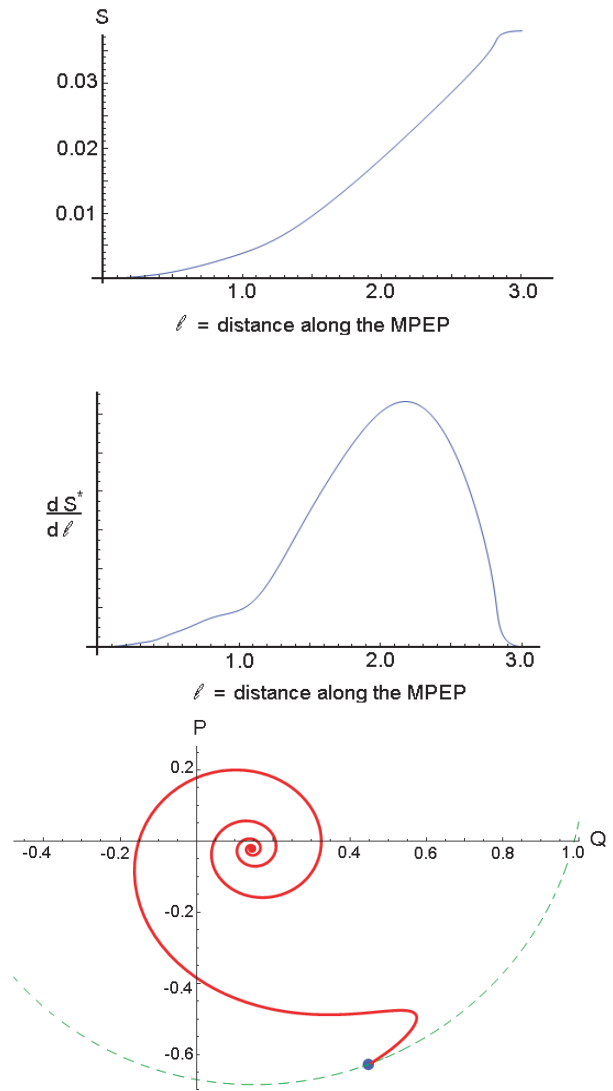 S
0.03
0.02
0.01
1.0 2.0 3.0
ℓ = distance along the MPEP
d S*
d ℓ
1.0 2.0 3.0
ℓ = distance along the MPEP
P
0.2
-0.4 -0.2 0.4 0.6 0.8 1.0 Q
-0.2
-0.4
-0.6